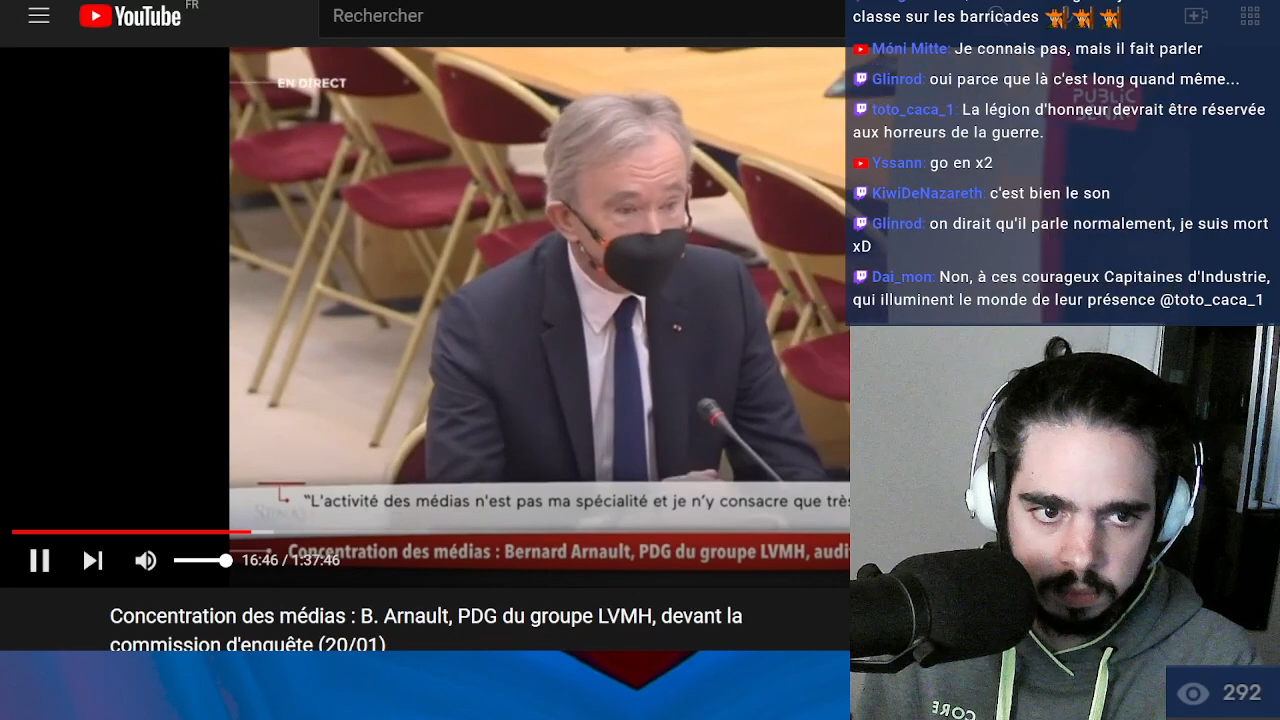 YouTube FR
Rechercher
EN DIRECT
"L'activité des médias n'est pas ma spécialité et je n'y consacre que très
Concentration des médias : Bernard Arnault, PDG du groupe LVMH, audi
16:46 / 1:37:46
Concentration des médias : B. Arnault, PDG du groupe LVMH, devant la
commission d'enquête (20/01)
classe sur les barricades
Móni Mitte: Je connais pas, mais il fait parler
Glinrod: oui parce que là c'est long quand même...
toto_caca_1: La légion d'honneur devrait être réservée
aux horreurs de la guerre.
Yssann: go en x2
KiwiDeNazareth: c'est bien le son
Glinrod: on dirait qu'il parle normalement, je suis mort
xD
Dai_mon: Non, à ces courageux Capitaines d'Industrie,
qui illuminent le monde de leur présence @toto_caca_1
PUBLIC
CORE
292